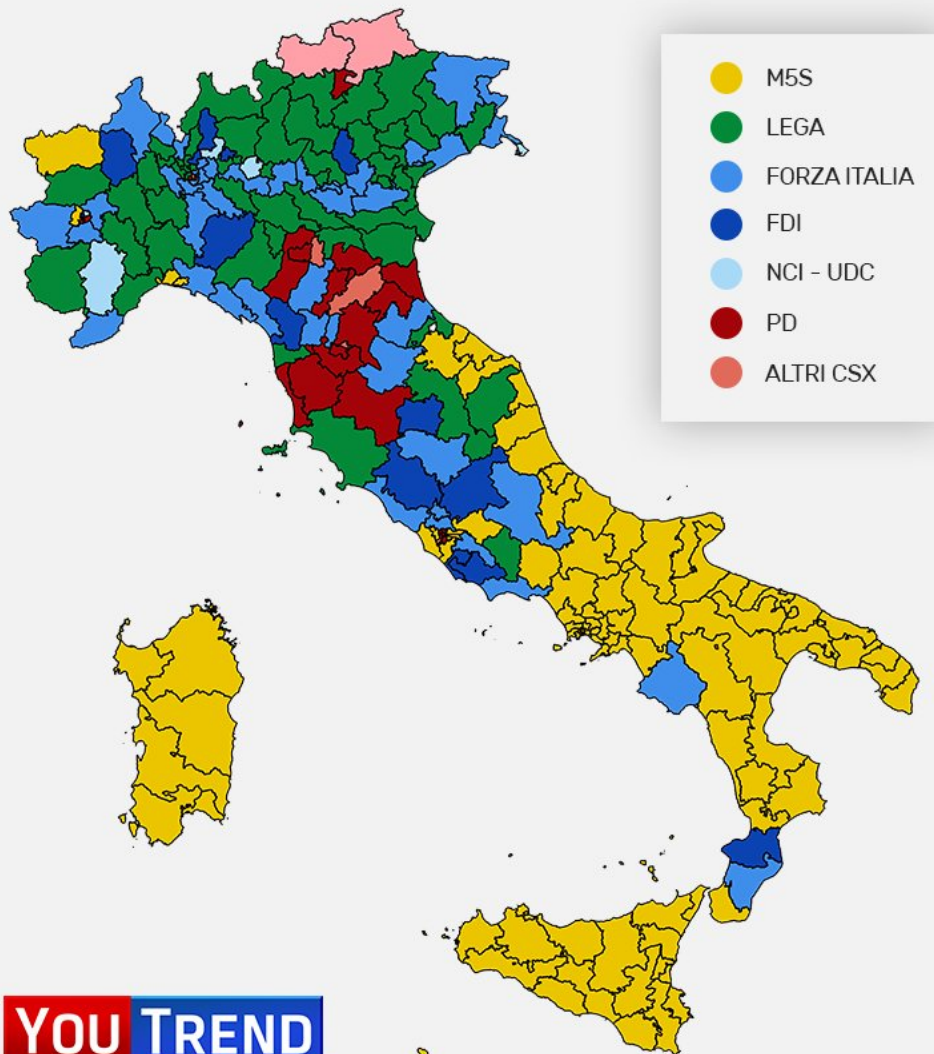 M5S
LEGA
FORZA ITALIA
FDI
NCI - UDC
PD
ALTRI CSX
YOU TREND